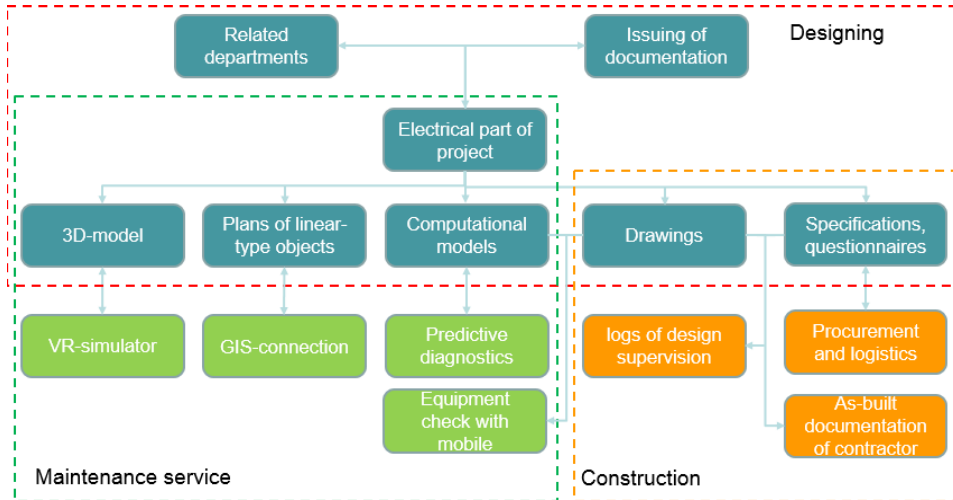 Related
departments
Issuing of
documentation
Designing
Electrical part of
project
3D-model
Plans of linear-
type objects
Computational
models
Drawings
Specifications,
questionnaires
VR-simulator
GIS-connection
Predictive
diagnostics
logs of design
supervision
Procurement
and logistics
Equipment
check with
mobile
As-built
documentation
of contractor
Maintenance service
Construction